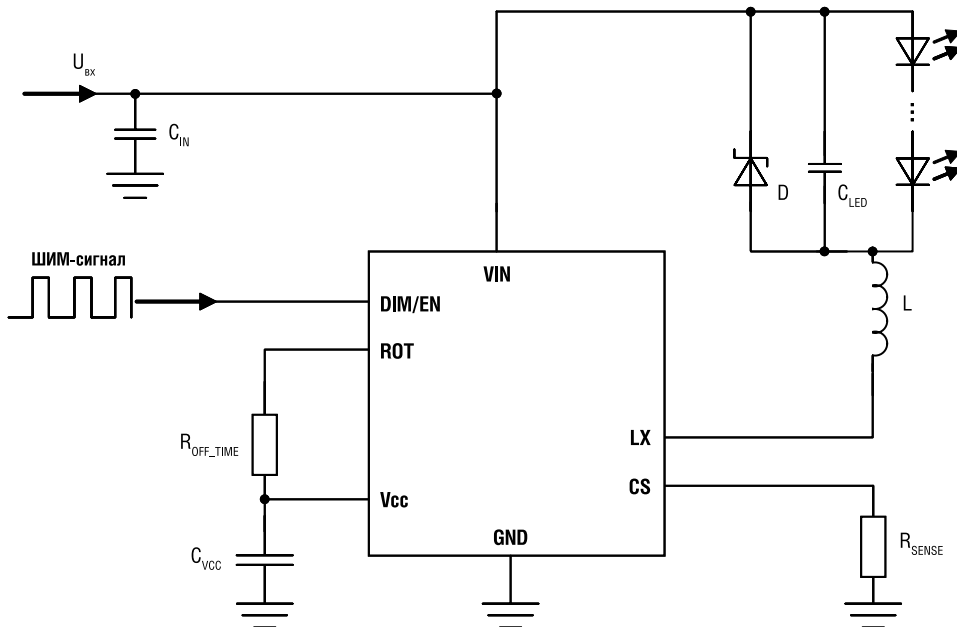 Uвх
CIN
D
CLED
ШИМ-сигнал
VIN
DIM/EN
L
ROT
ROFF_TIME
LX
CS
Vcc
GND
CVCC
RSENSE